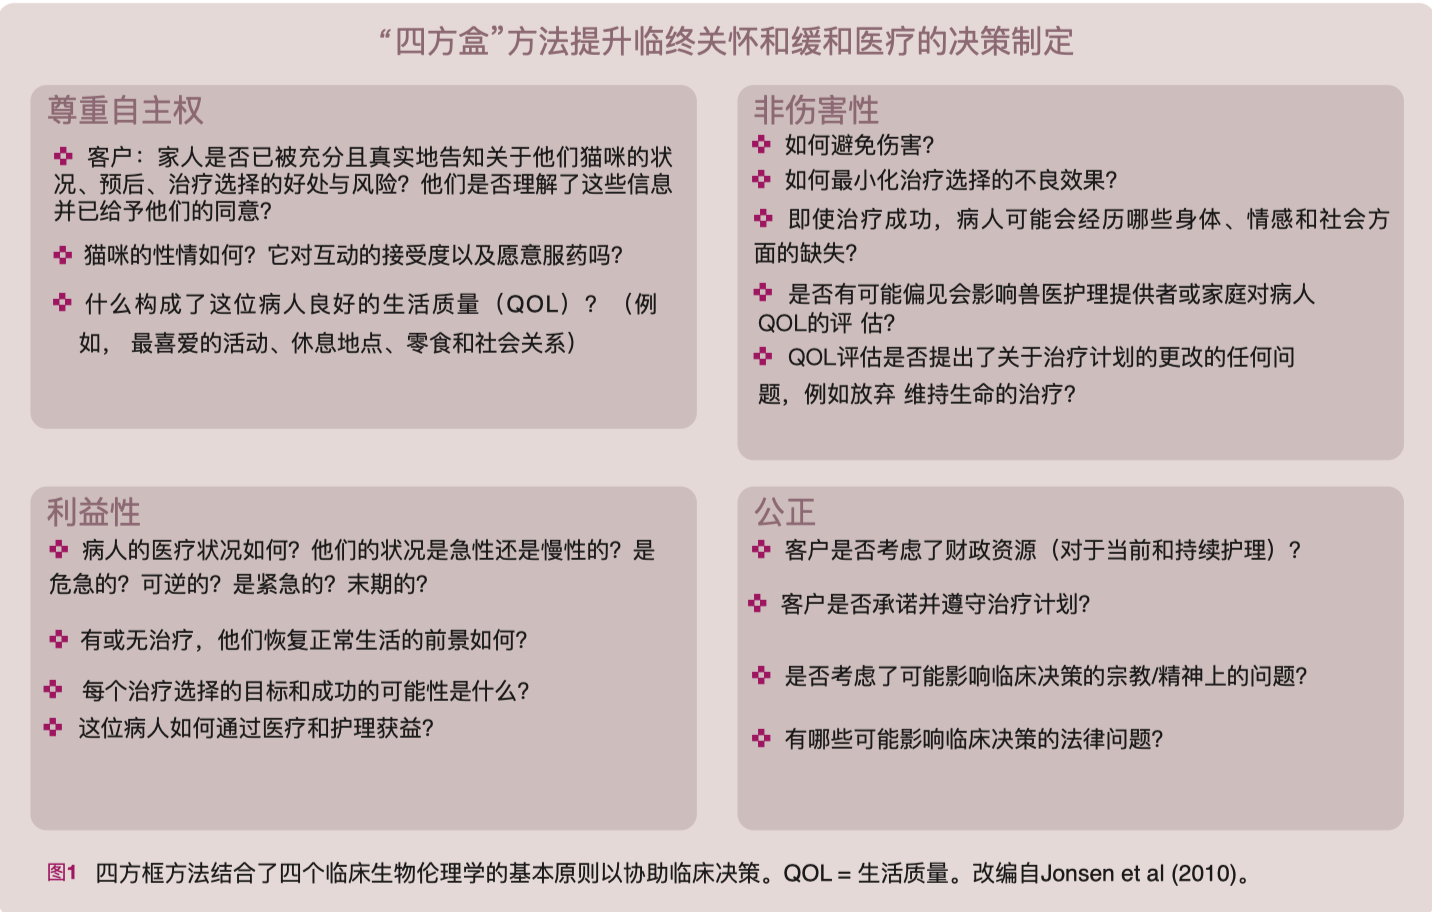 “四方盒”方法提升临终关怀和缓和医疗的决策制定
尊重自主权
客户：家人是否已被充分且真实地告知关于他们猫咪的状
况、预后、治疗选择的好处与风险？他们是否理解了这些信息
并已给予他们的同意？
猫咪的性情如何？它对互动的接受度以及愿意服药吗？
什么构成了这位病人良好的生活质量（QOL）？（例
如， 最喜爱的活动、休息地点、零食和社会关系）
非伤害性
如何避免伤害？
如何最小化治疗选择的不良效果？
即使治疗成功，病人可能会经历哪些身体、情感和社会方
面的缺失？
是否有可能偏见会影响兽医护理提供者或家庭对病人
QOL的评 估？
QOL评估是否提出了关于治疗计划的更改的任何问
题，例如放弃 维持生命的治疗？
利益性
病人的医疗状况如何？他们的状况是急性还是慢性的？是
危急的？可逆的？是紧急的？末期的？
有或无治疗，他们恢复正常生活的前景如何？
每个治疗选择的目标和成功的可能性是什么？
这位病人如何通过医疗和护理获益？
公正
客户是否考虑了财政资源（对于当前和持续护理）？
客户是否承诺并遵守治疗计划？
是否考虑了可能影响临床决策的宗教/精神上的问题？
有哪些可能影响临床决策的法律问题？
图1 四方框方法结合了四个临床生物伦理学的基本原则以协助临床决策。QOL = 生活质量。改编自Jonsen et al (2010)。